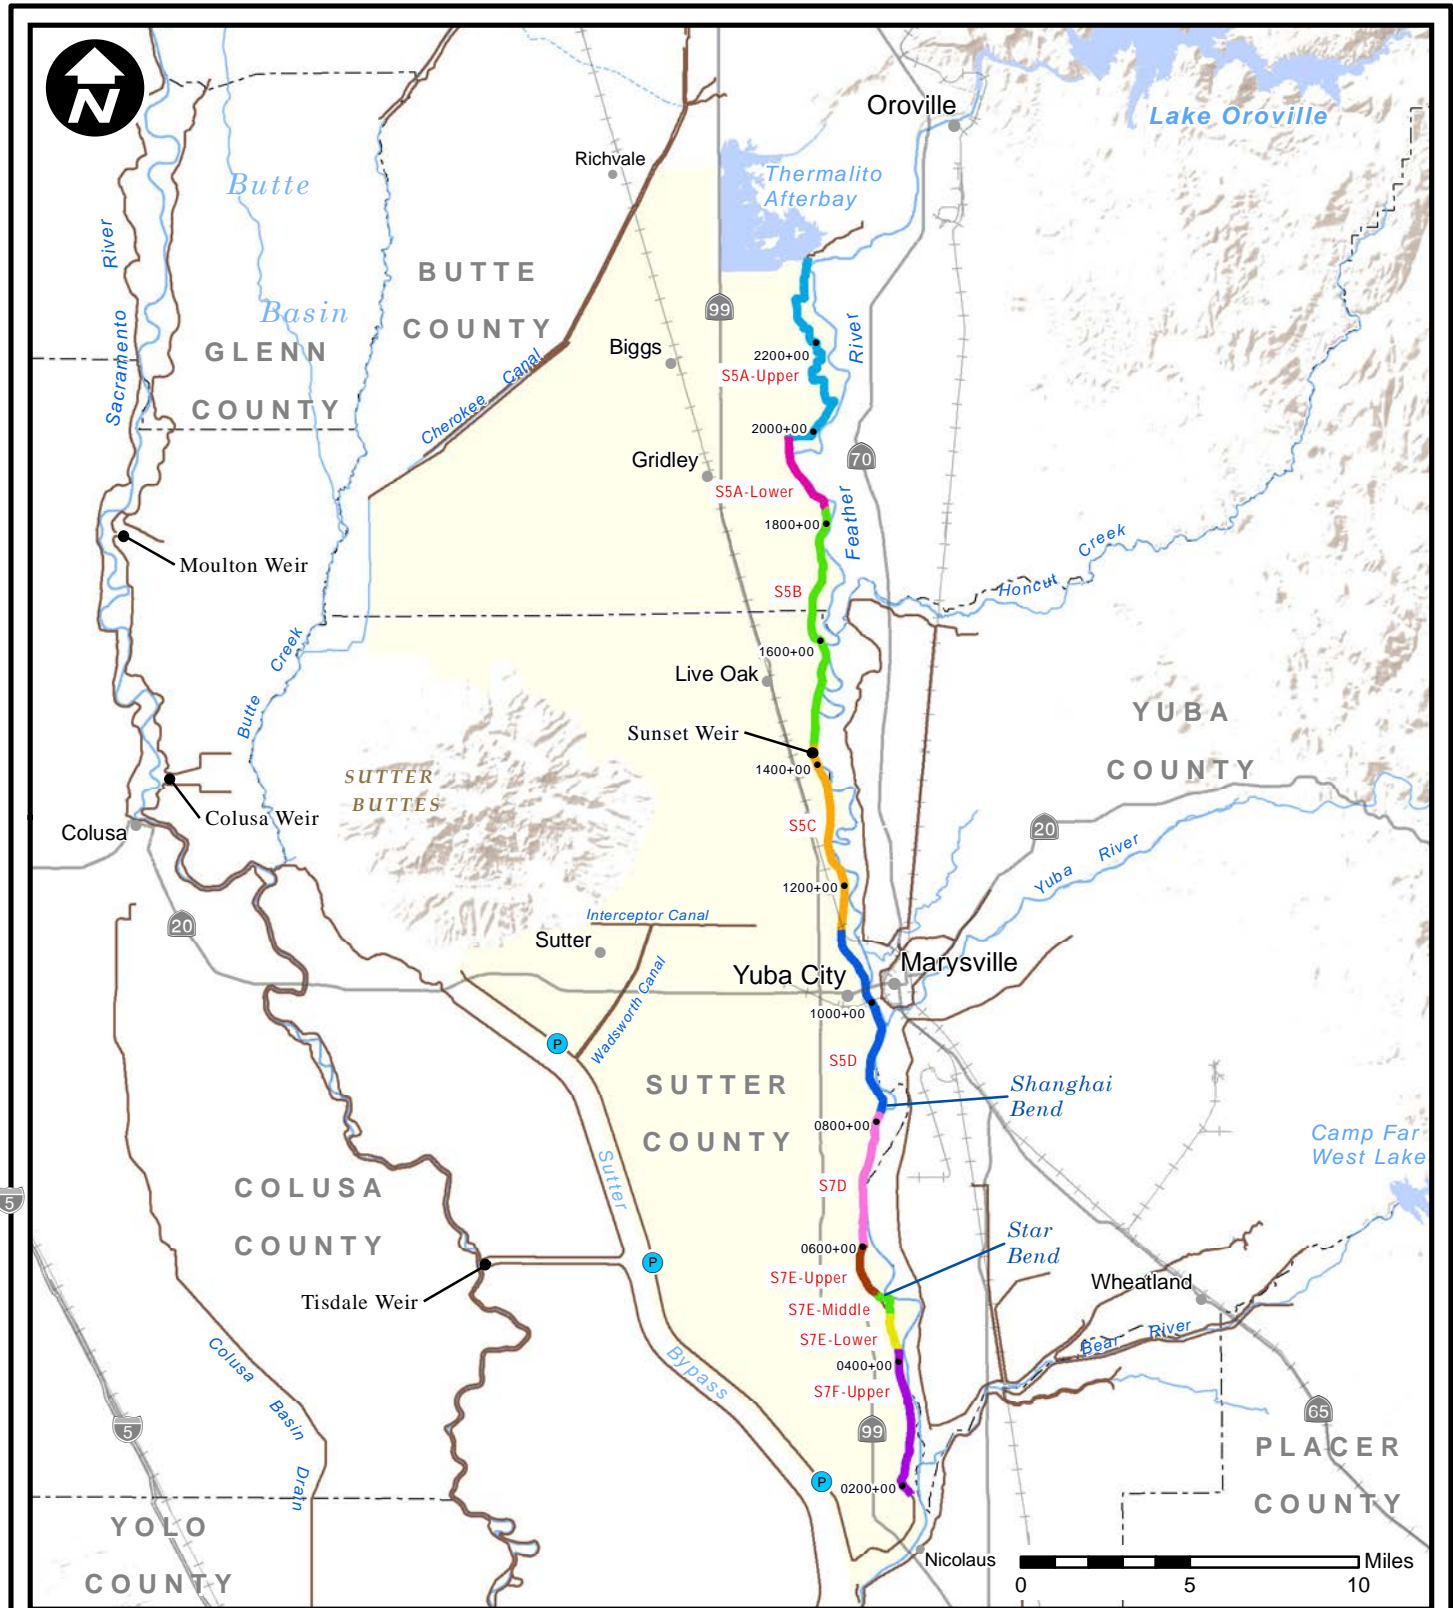 N
Oroville
Lake Oroville
Richvale
Thermalito
Afterbay
Butte
Basin
Sacramento River
BUTTE
COUNTY
GLENN
COUNTY
Cherokee Canal
99
Biggs
2200+00
S5A-Upper
River
2000+00
Gridley
70
S5A-Lower
Feather
1800+00
Moulton Weir
Honcut Creek
S5B
1600+00
Live Oak
Butte Creek
Sunset Weir
1400+00
YUBA
COUNTY
SUTTER
BUTTES
Colusa Weir
Colusa
S5C
20
Yuba River
1200+00
20
Interceptor Canal
Sutter
Wadsworth Canal
Yuba City
Marysville
1000+00
P
S5D
SUTTER
COUNTY
Shanghai
Bend
0800+00
Camp Far
West Lake
Sutter
COLUSA
COUNTY
S7D
5
Star
Bend
0600+00
P
S7E-Upper
Wheatland
Tisdale Weir
S7E-Middle
S7E-Lower
Bear River
Colusa Basin Drain
Bypass
0400+00
S7F-Upper
65
5
99
PLACER
COUNTY
P
0200+00
YOLO
COUNTY
Nicolaus
Miles
0 5 10